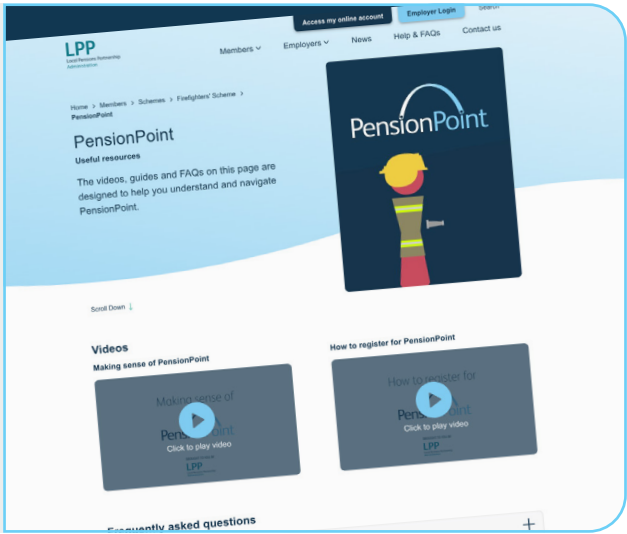 Access my online account
Employer Login
Search
LPP
Local Pensions Partnership
Administration
Members
Employers
News
Help & FAQs
Contact us
Home > Members > Schemes > Firefighters' Scheme >
PensionPoint
PensionPoint
Useful resources
The videos, guides and FAQs on this page are
designed to help you understand and navigate
PensionPoint.
PensionPoint
Scroll Down ↓
Videos
Making sense of PensionPoint
Making sense of
PensionPoint
Click to play video
LPP
How to register for PensionPoint
How to register for
PensionPoint
Click to play video
LPP
Frequently asked questions